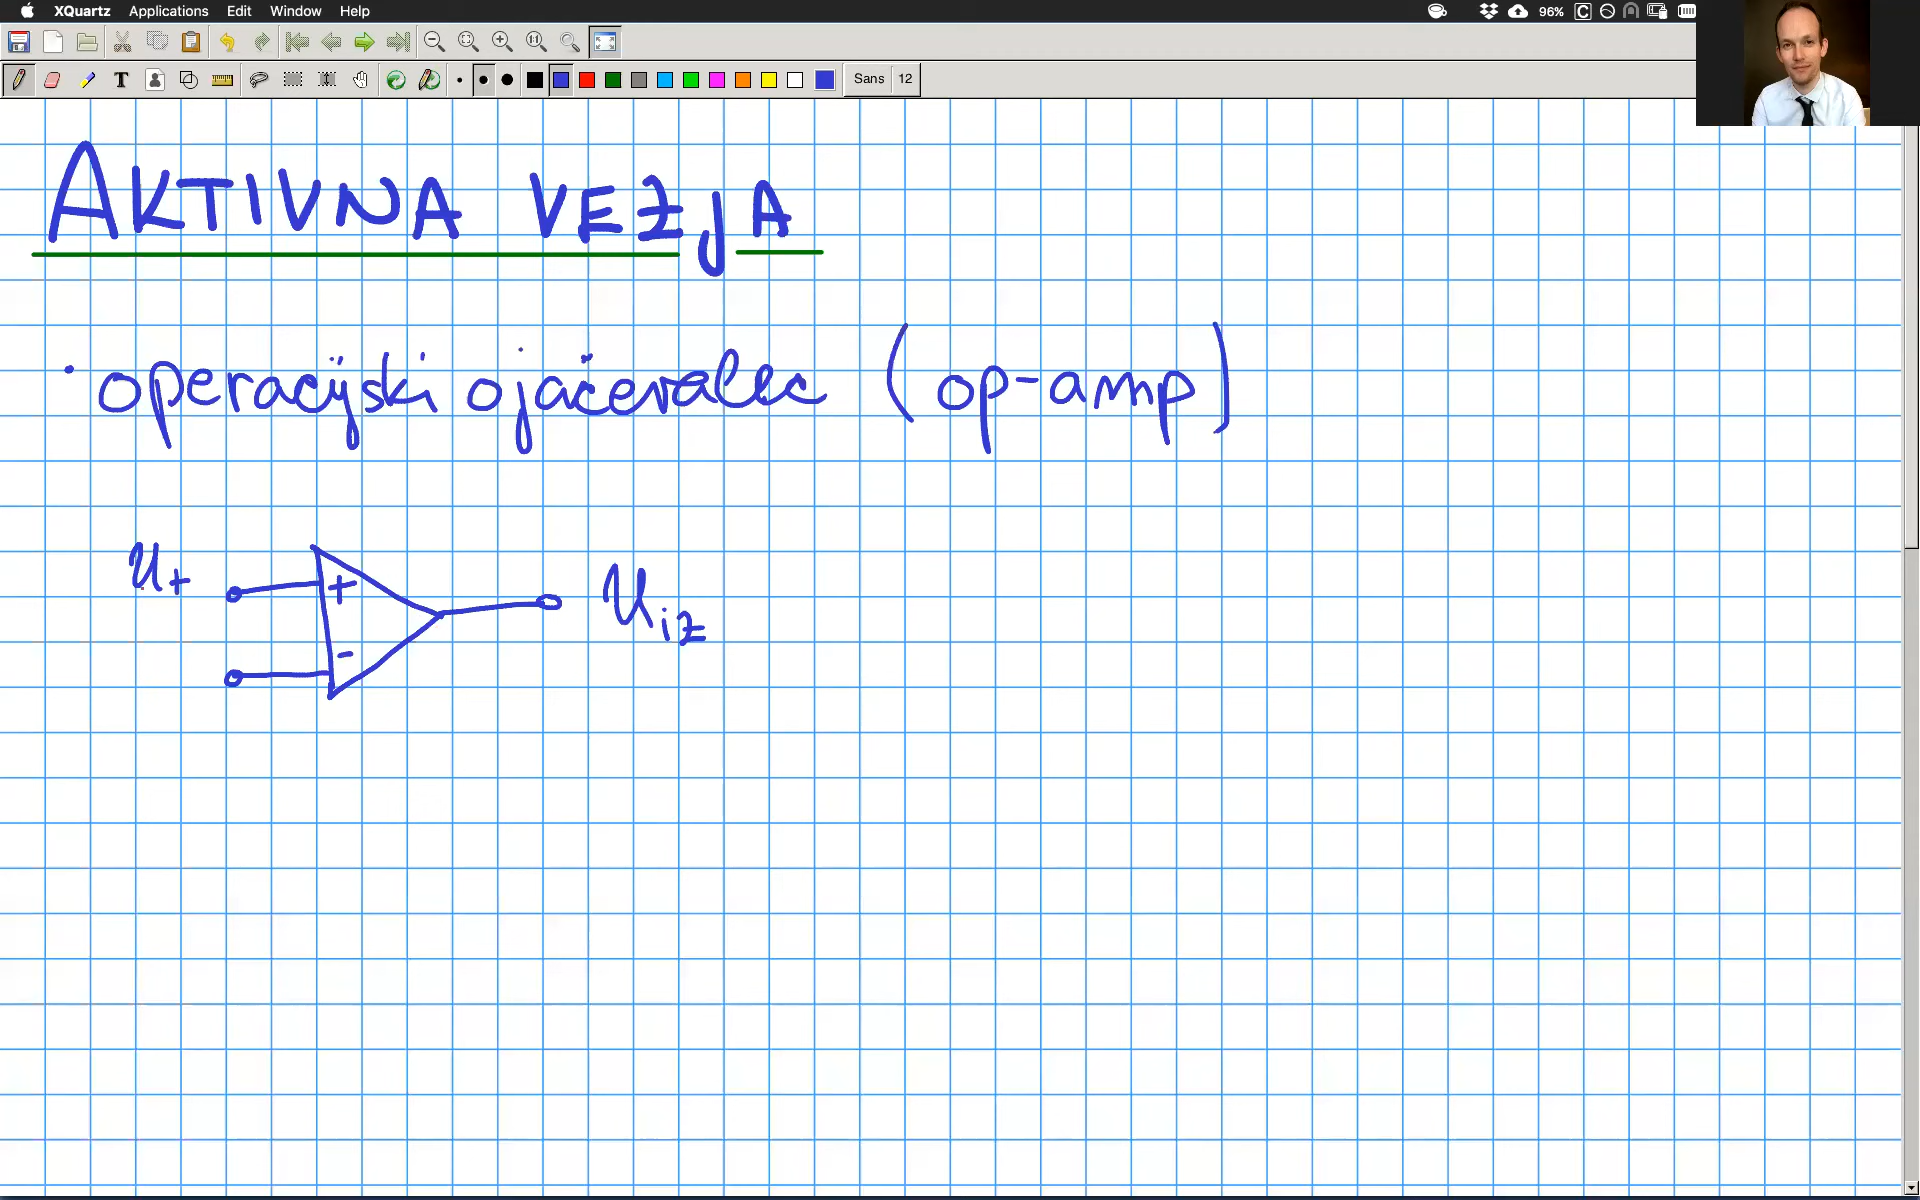 XQuartz Applications Edit Window Help 96%
T Sans 12
AKTIVNA VEZJA
· operacijski ojačevalec (op-amp)
U+ + Uiz
-